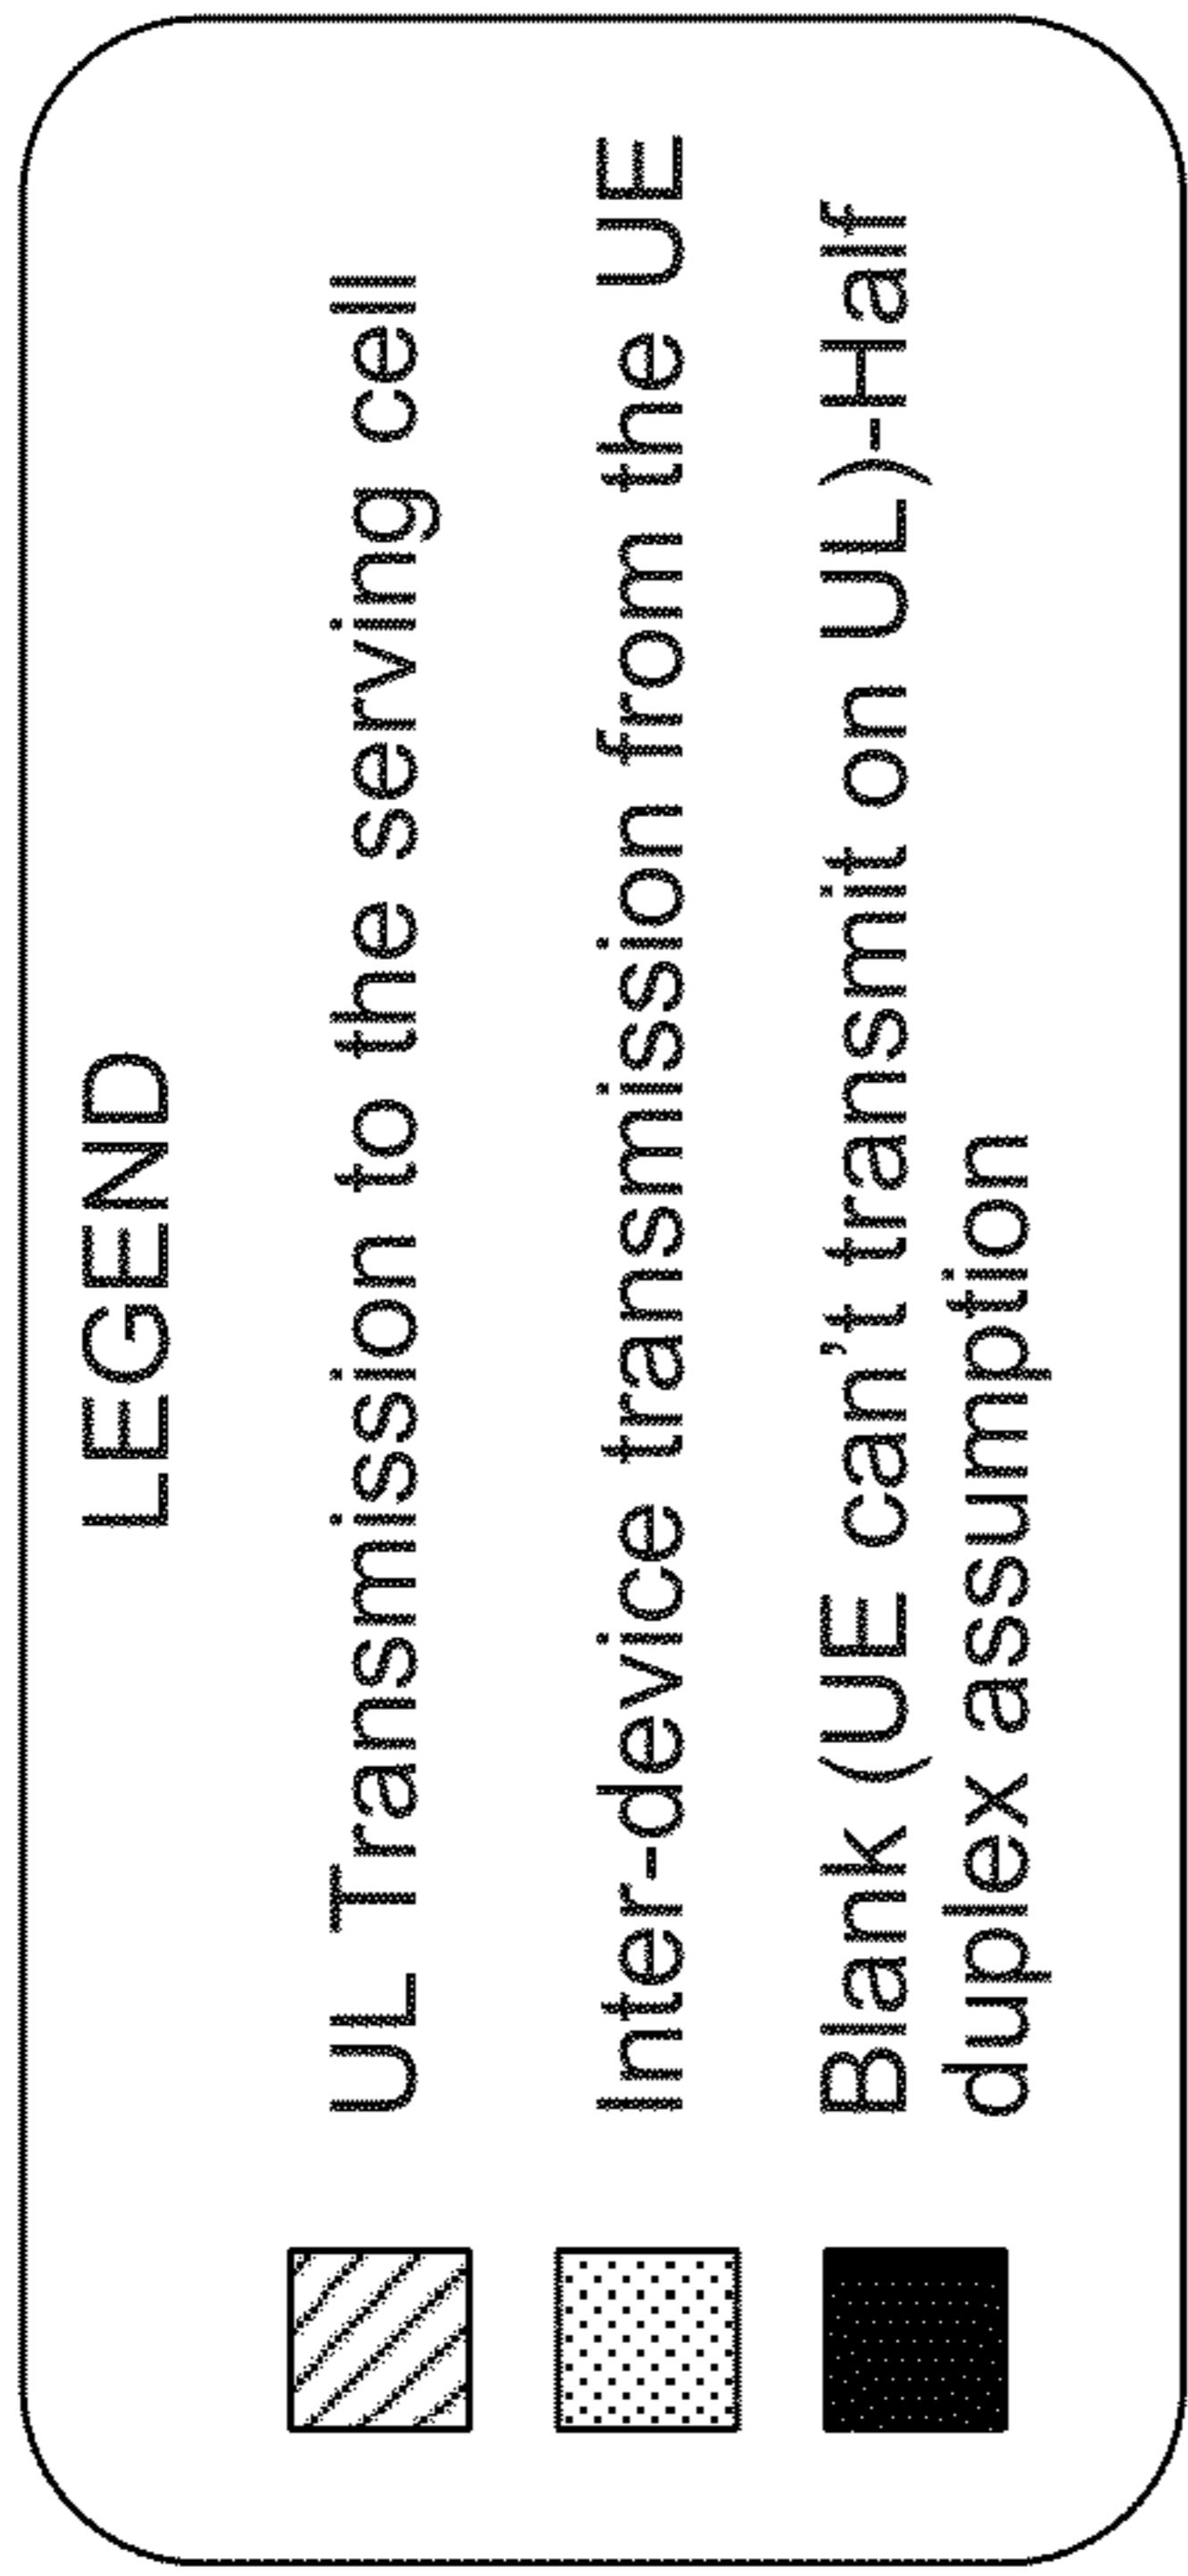 LEGEND
UL Transmission to the serving cell
Inter-device transmission from the UE
Blank (UE can't transmit on UL)-Half
duplex assumption